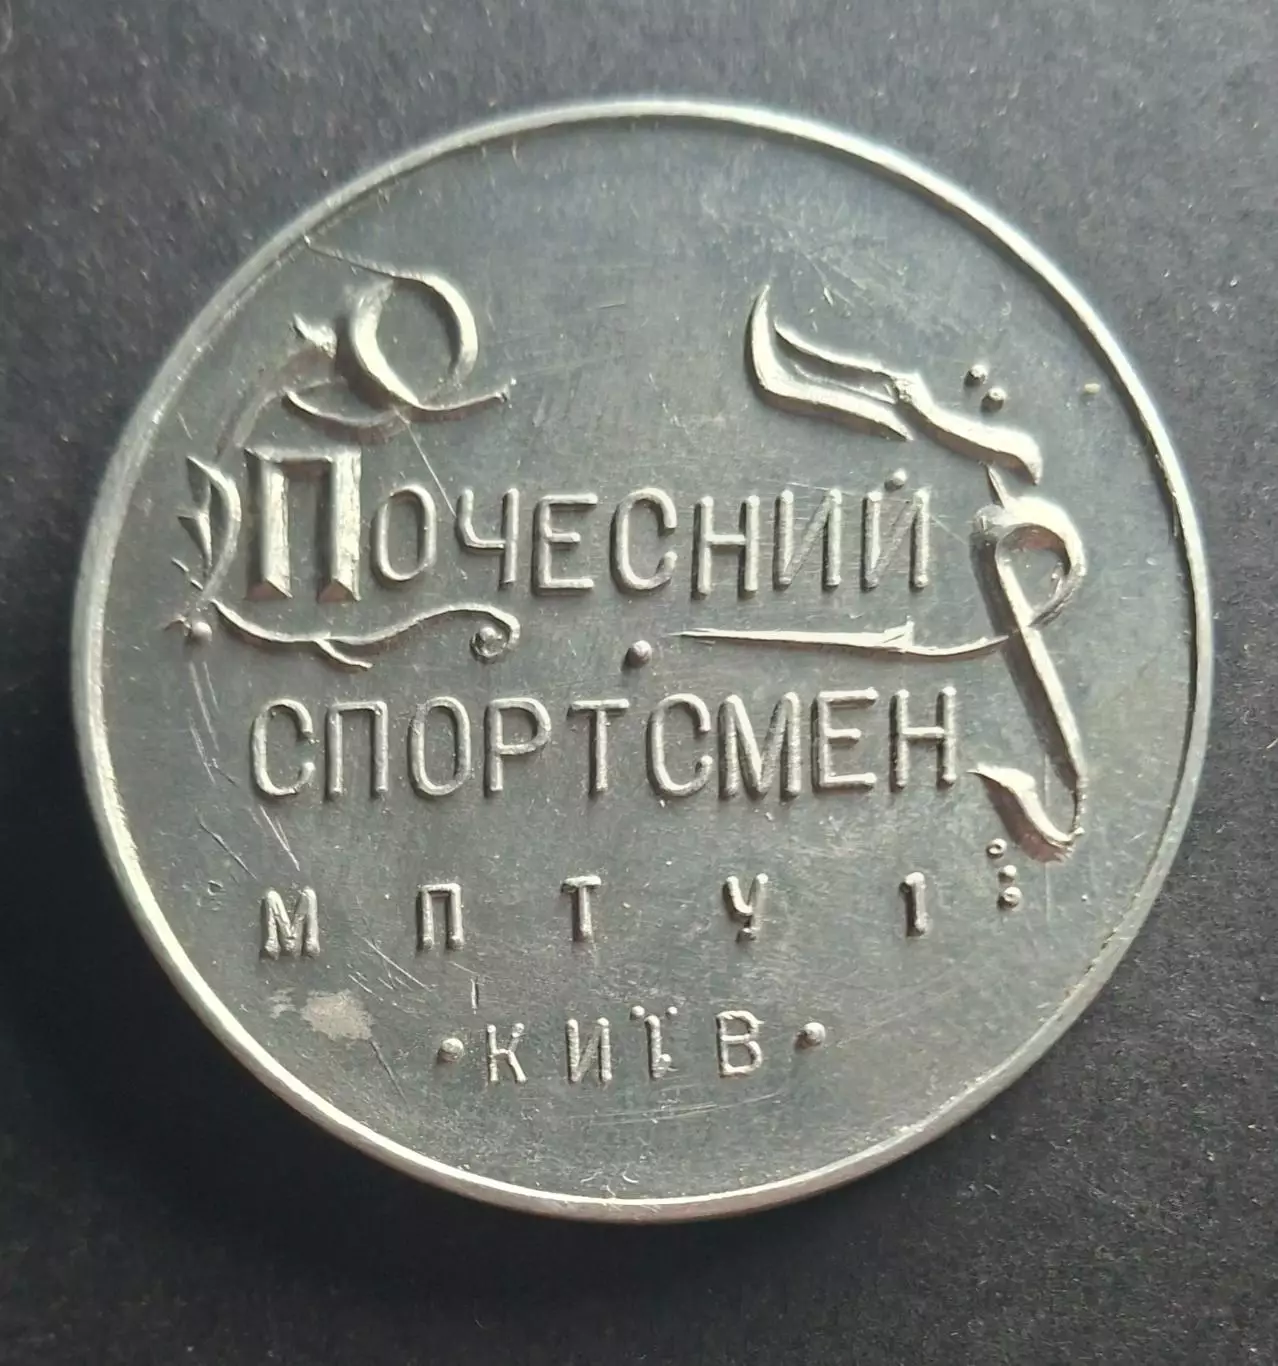 Почесний
спортсмен
МПТУ 1
·Київ·